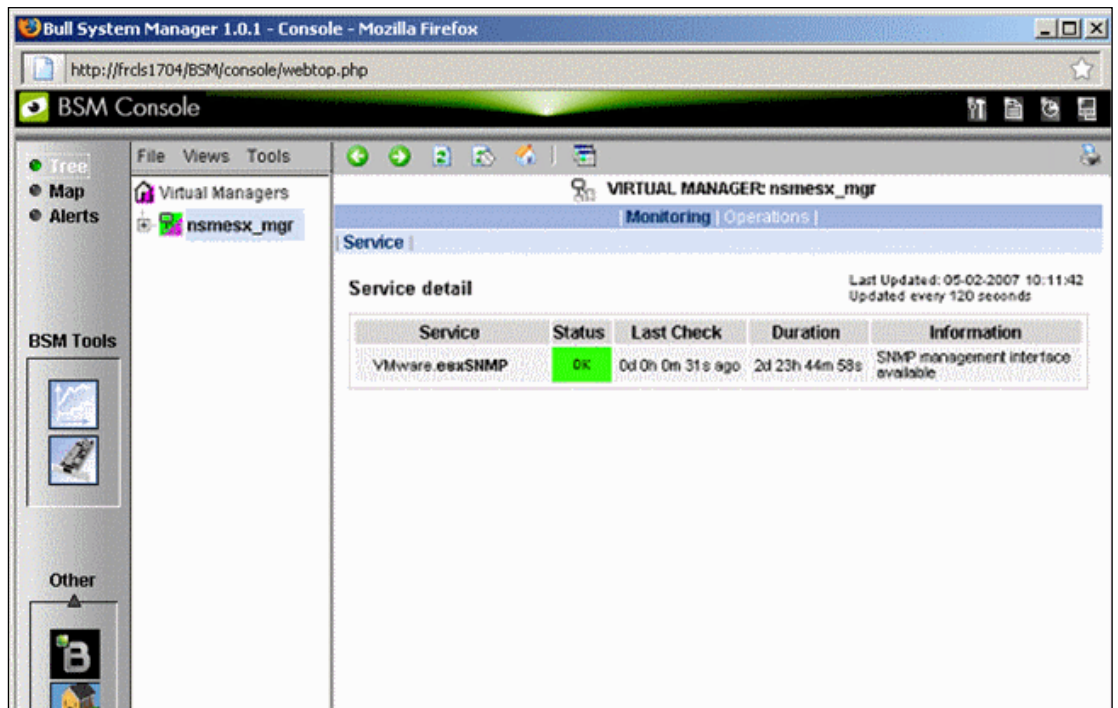 Bull System Manager 1.0.1 - Console - Mozilla Firefox
http://frcls1704/BSM/console/webtop.php
BSM Console
Tree
Map
Alerts
BSM Tools
Other
B
File Views Tools
Virtual Managers
nsmesx_mgr
VIRTUAL MANAGER: nsmesx_mgr
| Monitoring | Operations |
| Service |
Service detail
Last Updated: 05-02-2007 10:11:42
Updated every 120 seconds
Service Status Last Check Duration Information
VMware.esxSNMP OK 0d 0h 0m 31s ago 2d 23h 44m 58s SNMP management interface
available